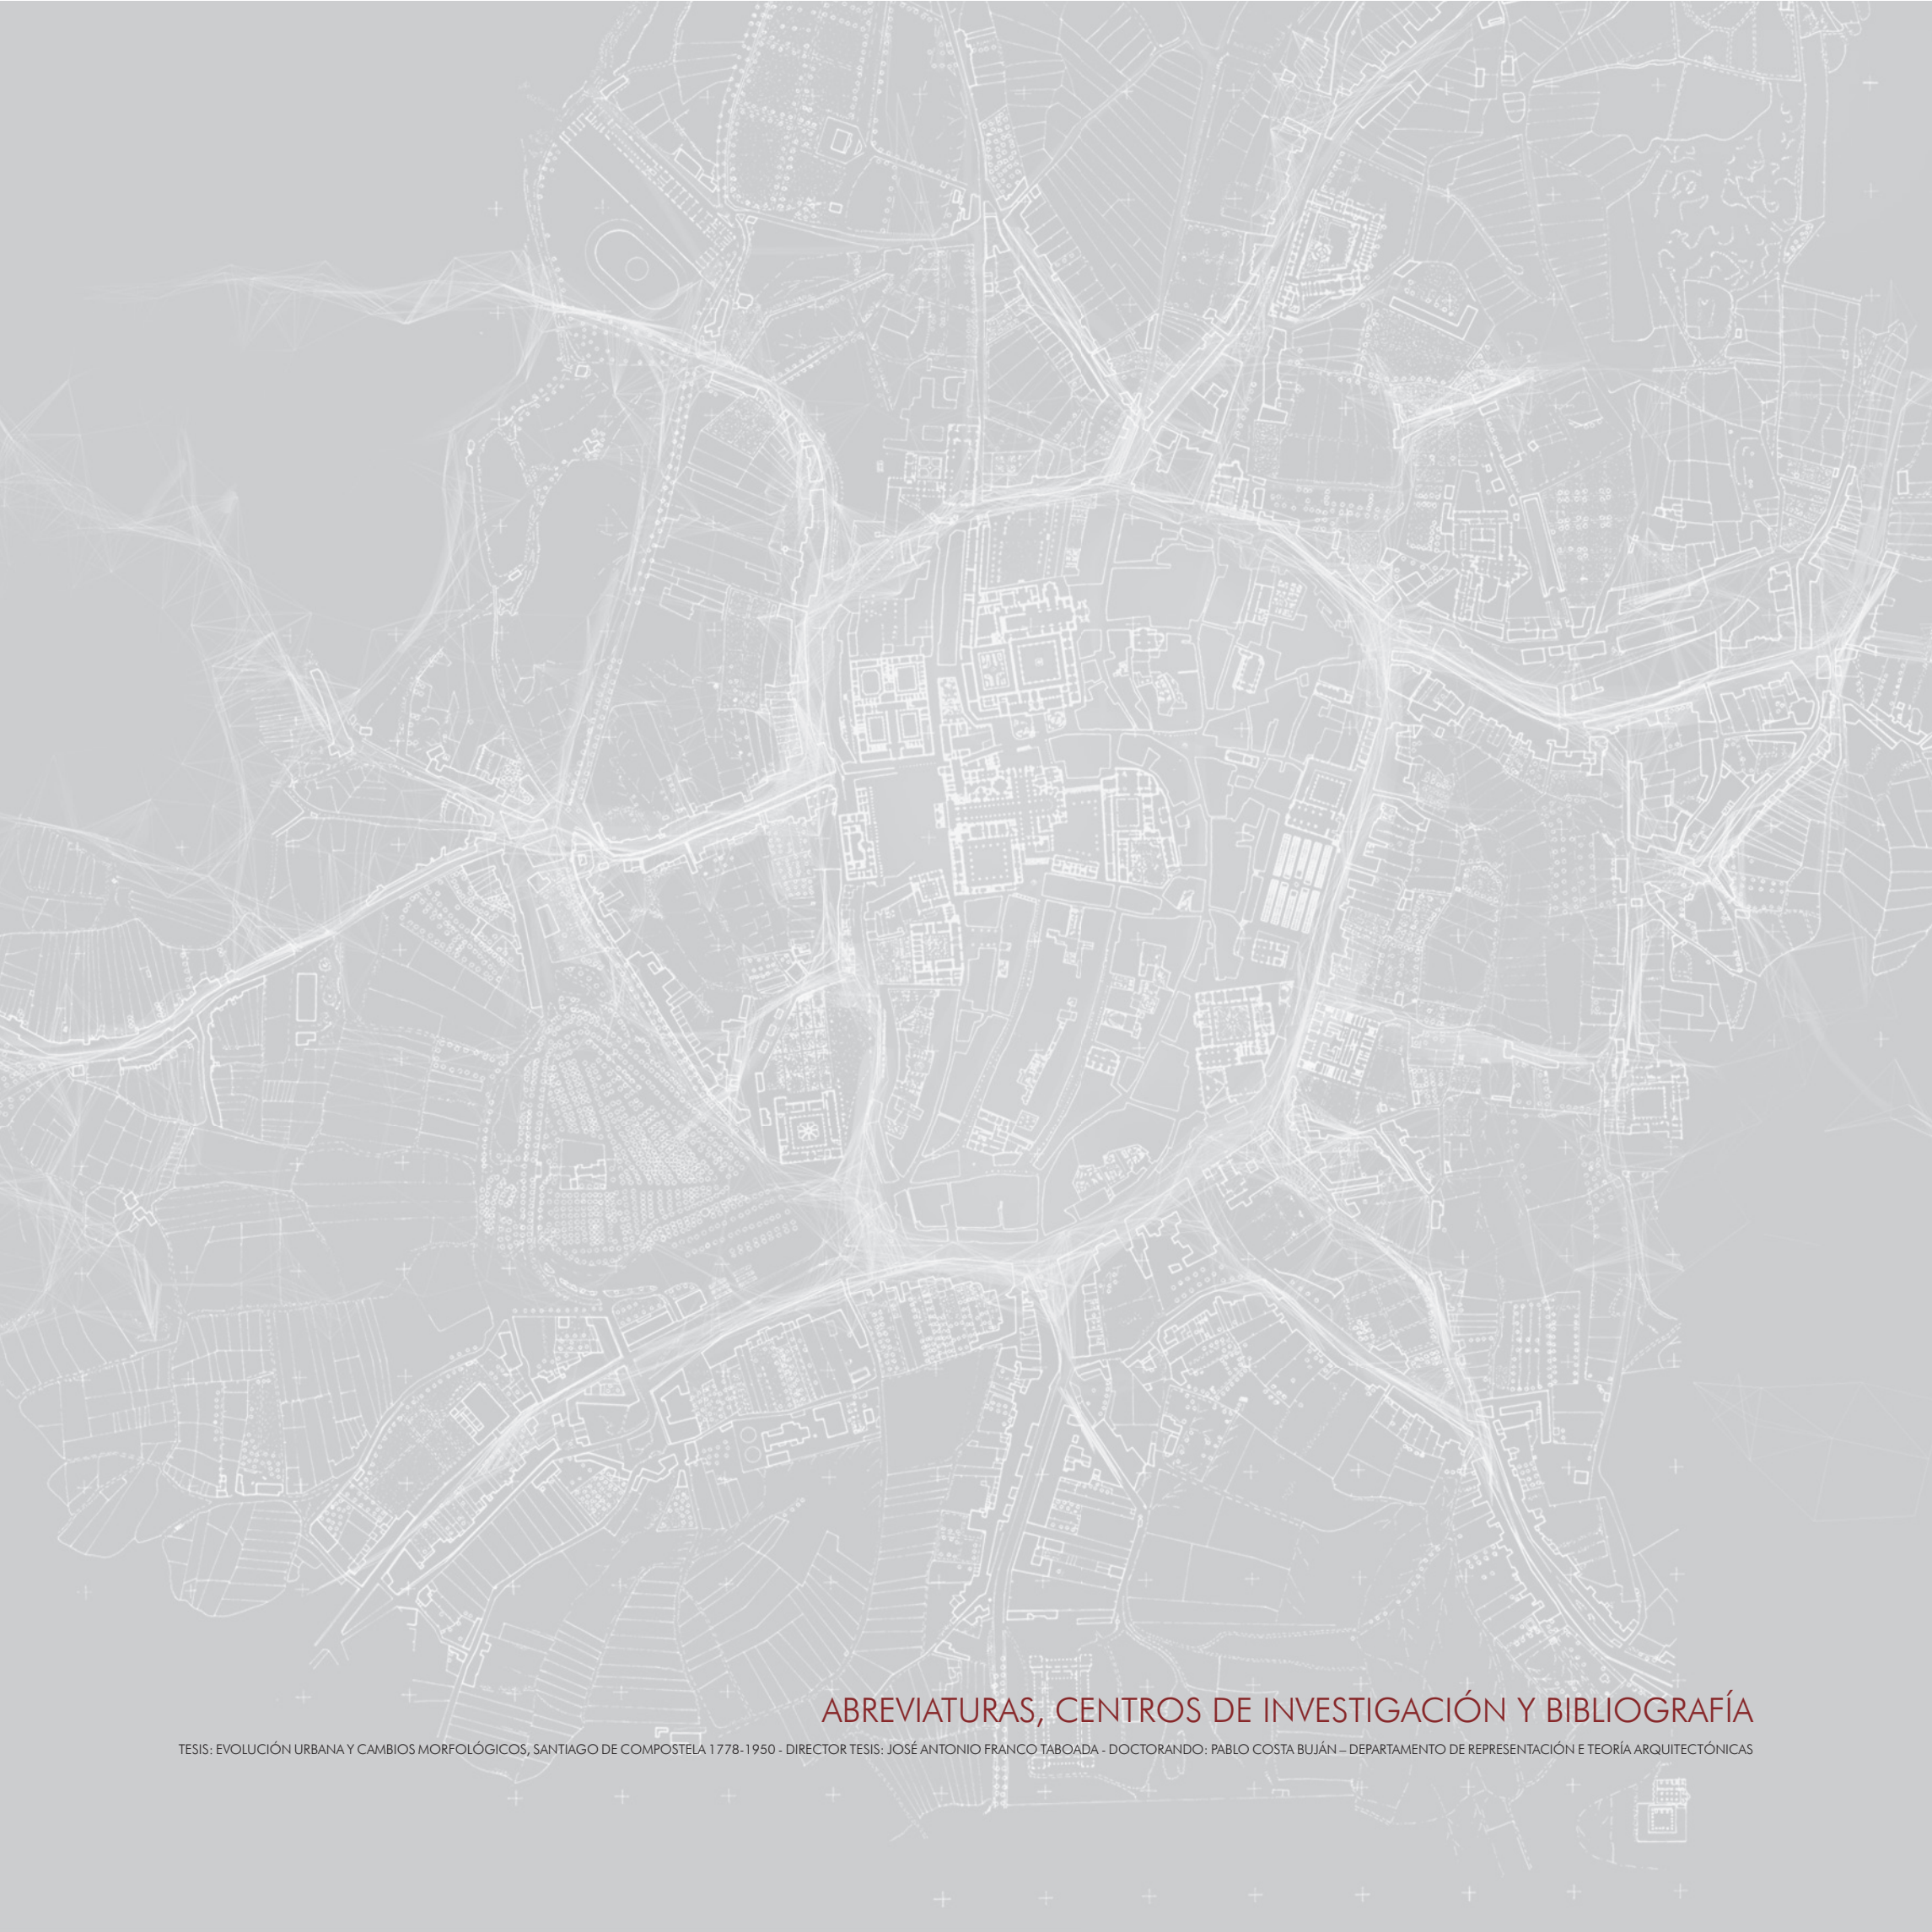 ABREVIATURAS, CENTROS DE INVESTIGACIÓN Y BIBLIOGRAFÍA
TESIS: EVOLUCIÓN URBANA Y CAMBIOS MORFOLÓGICOS, SANTIAGO DE COMPOSTELA 1778-1950 - DIRECTOR TESIS: JOSÉ ANTONIO FRANCO TABOADA - DOCTORANDO: PABLO COSTA BUJÁN – DEPARTAMENTO DE REPRESENTACIÓN E TEORÍA ARQUITECTÓNICAS